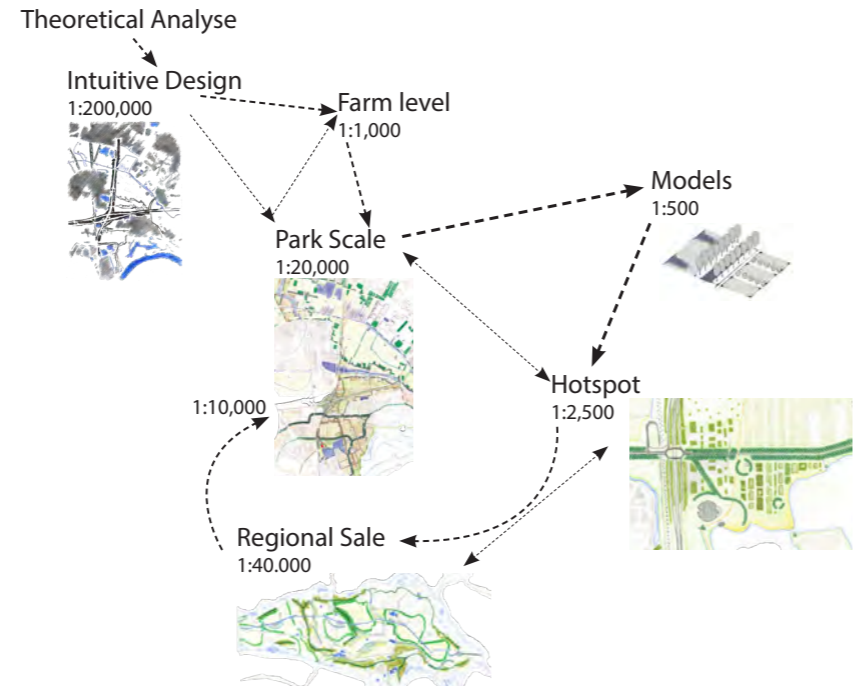 Theoretical Analyse
Intuitive Design
1:200,000
Farm level
1:1,000
Models
1:500
Park Scale
1:20,000
Hotspot
1:2,500
1:10,000
Regional Sale
1:40.000